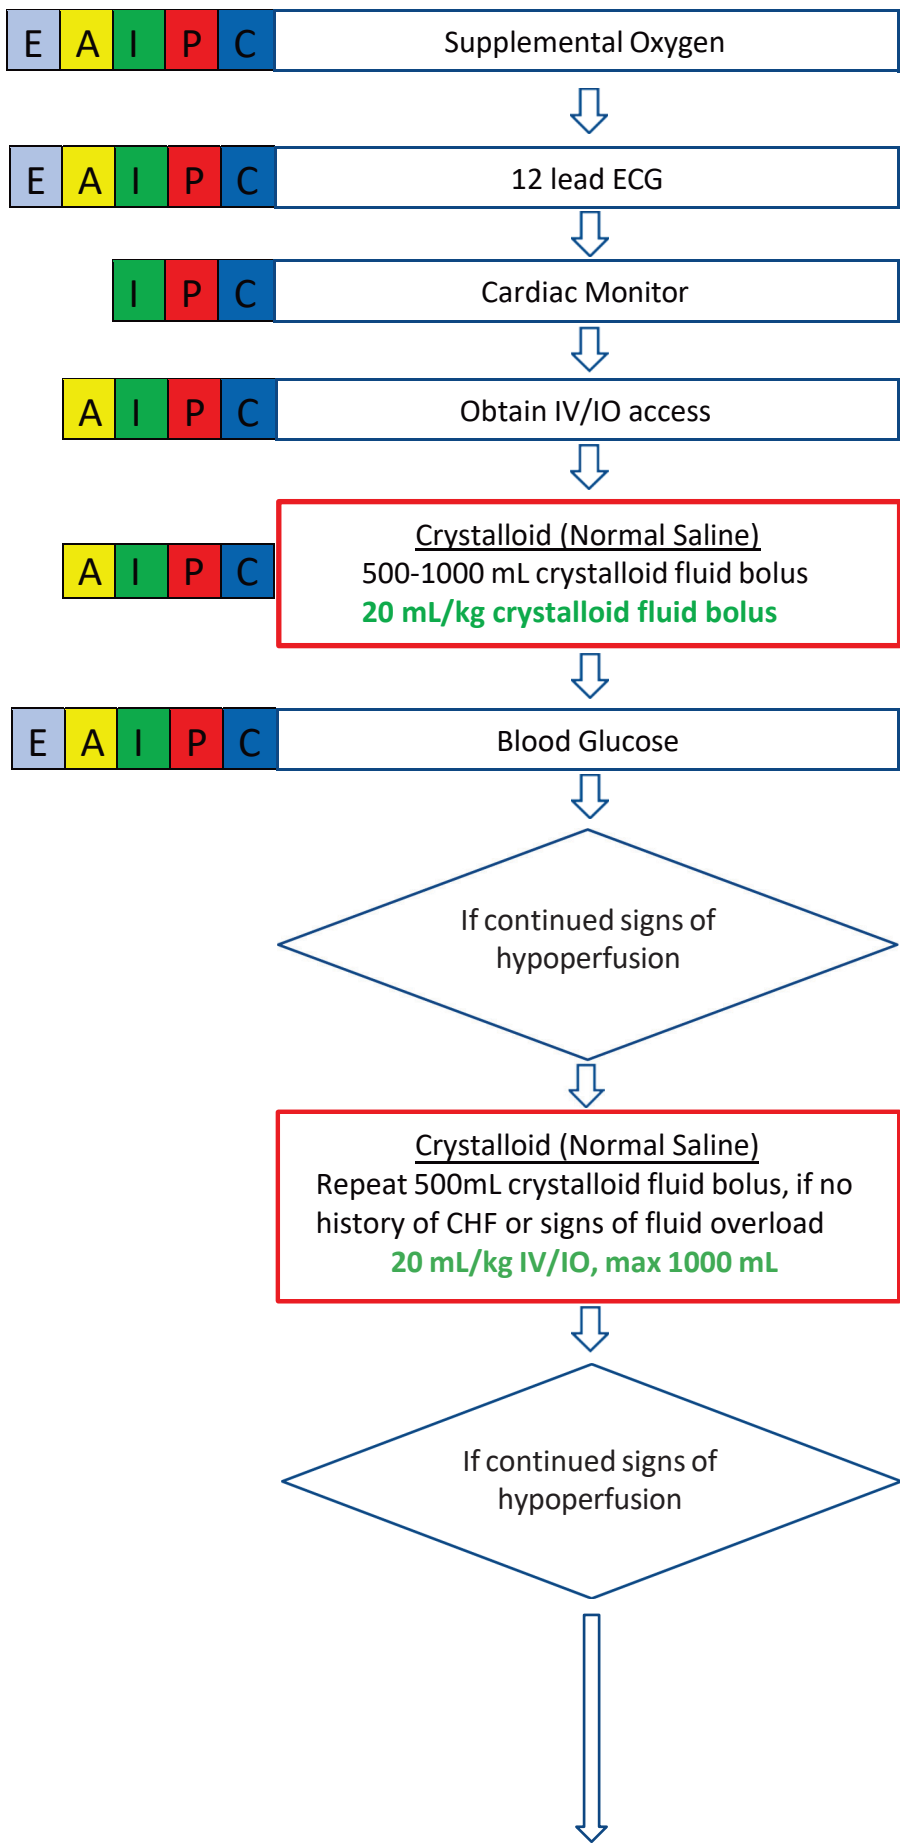 E A I P C Supplemental Oxygen
E A I P C 12 lead ECG
I P C Cardiac Monitor
A I P C Obtain IV/IO access
Crystalloid (Normal Saline)
A I P C 500-1000 mL crystalloid fluid bolus
20 mL/kg crystalloid fluid bolus
E A I P C Blood Glucose
If continued signs of
hypoperfusion
Crystalloid (Normal Saline)
Repeat 500mL crystalloid fluid bolus, if no
history of CHF or signs of fluid overload
20 mL/kg IV/IO, max 1000 mL
If continued signs of
hypoperfusion